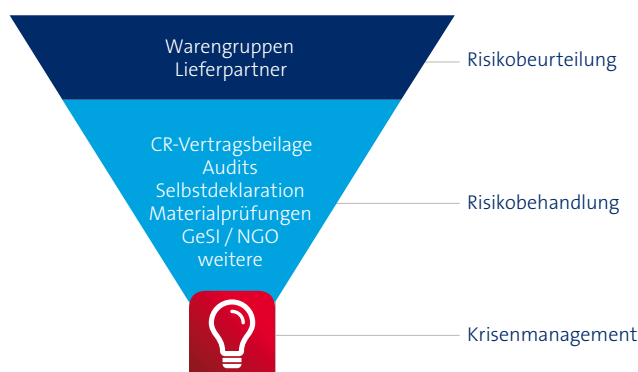 Warengruppen
Lieferpartner
Risikobeurteilung
CR-Vertragsbeilage
Audits
Selbstdeklaration
Materialprüfungen
GeSI / NGO
weitere
Risikobehandlung
Krisenmanagement